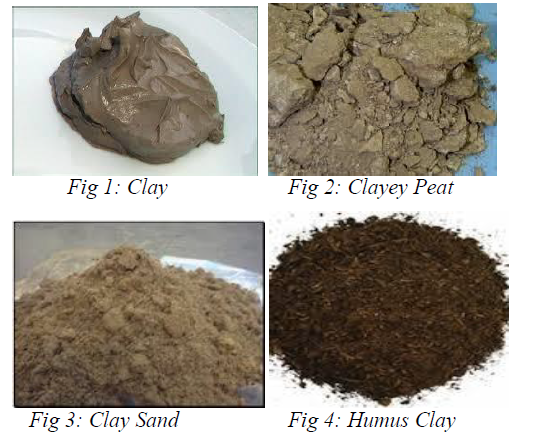 Fig 1: Clay
Fig 2: Clayey Peat
Fig 3: Clay Sand
Fig 4: Humus Clay